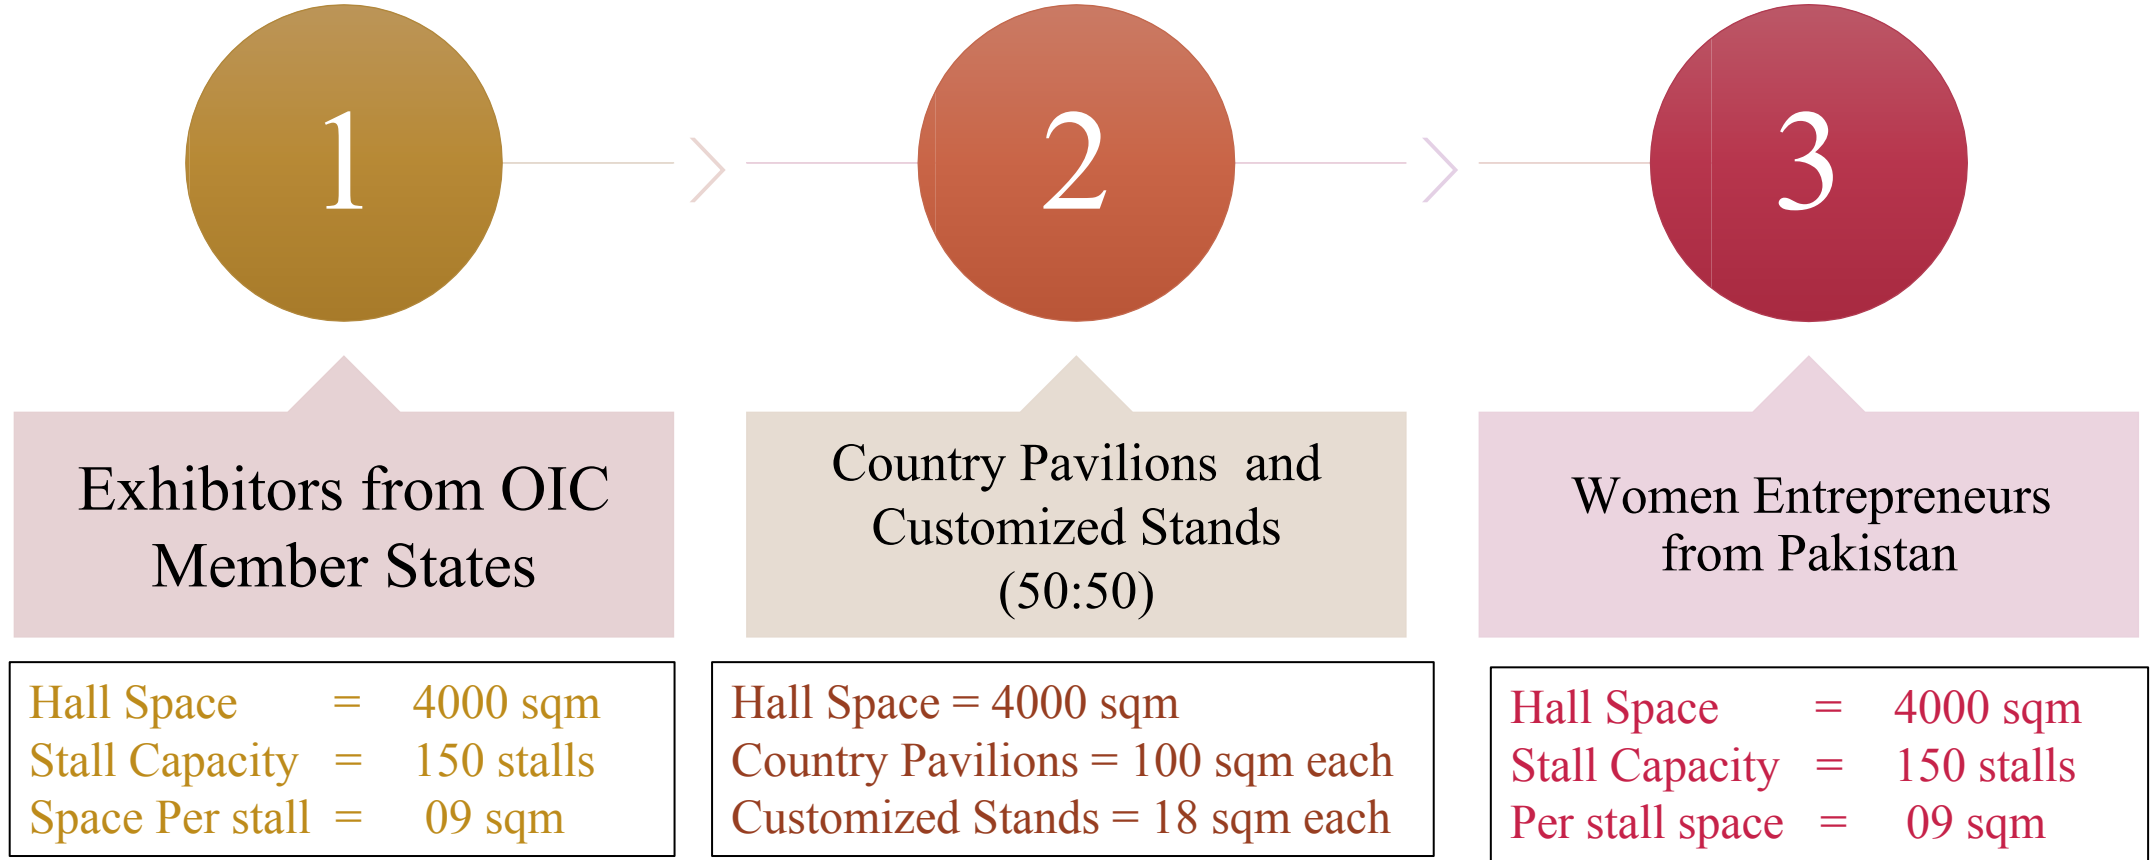 1
2
3
Exhibitors from OIC
Member States
Country Pavilions and
Customized Stands
(50:50)
Women Entrepreneurs
from Pakistan
Hall Space = 4000 sqm
Stall Capacity = 150 stalls
Space Per stall = 09 sqm
Hall Space = 4000 sqm
Country Pavilions = 100 sqm each
Customized Stands = 18 sqm each
Hall Space = 4000 sqm
Stall Capacity = 150 stalls
Per stall space = 09 sqm